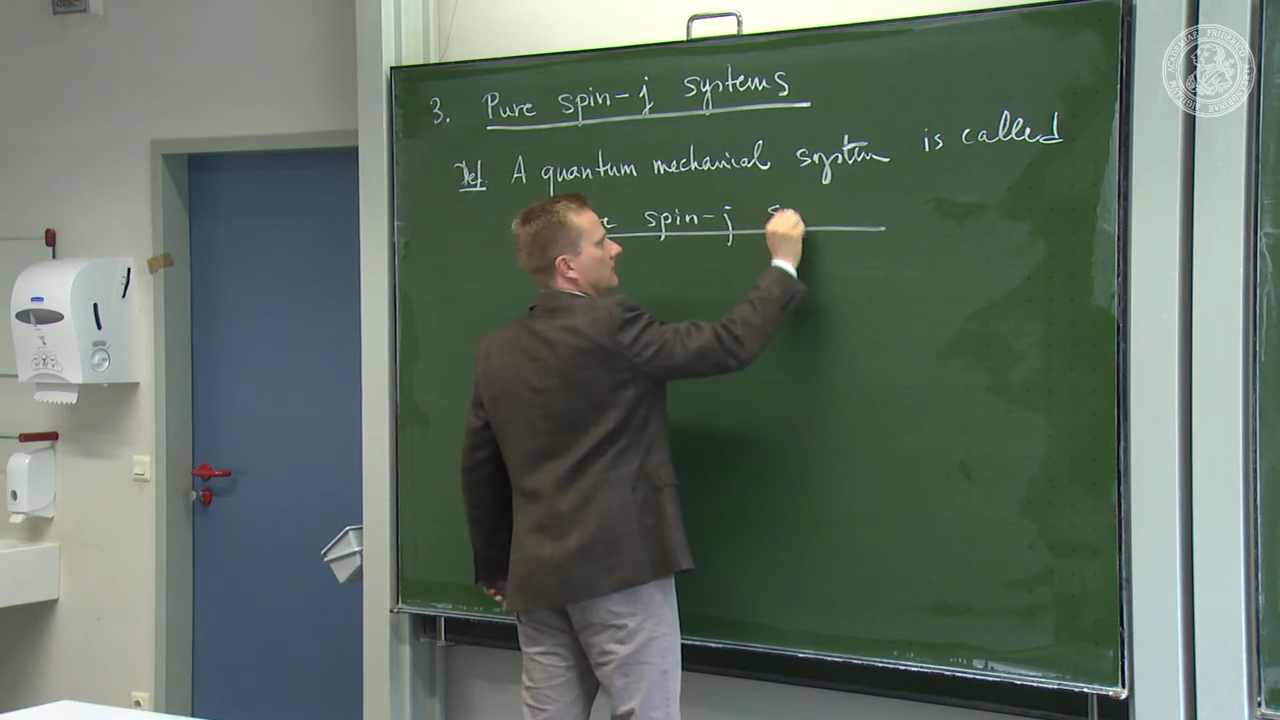 3. Pure spin-j systems
Def. A quantum mechanical system is called
spin-j